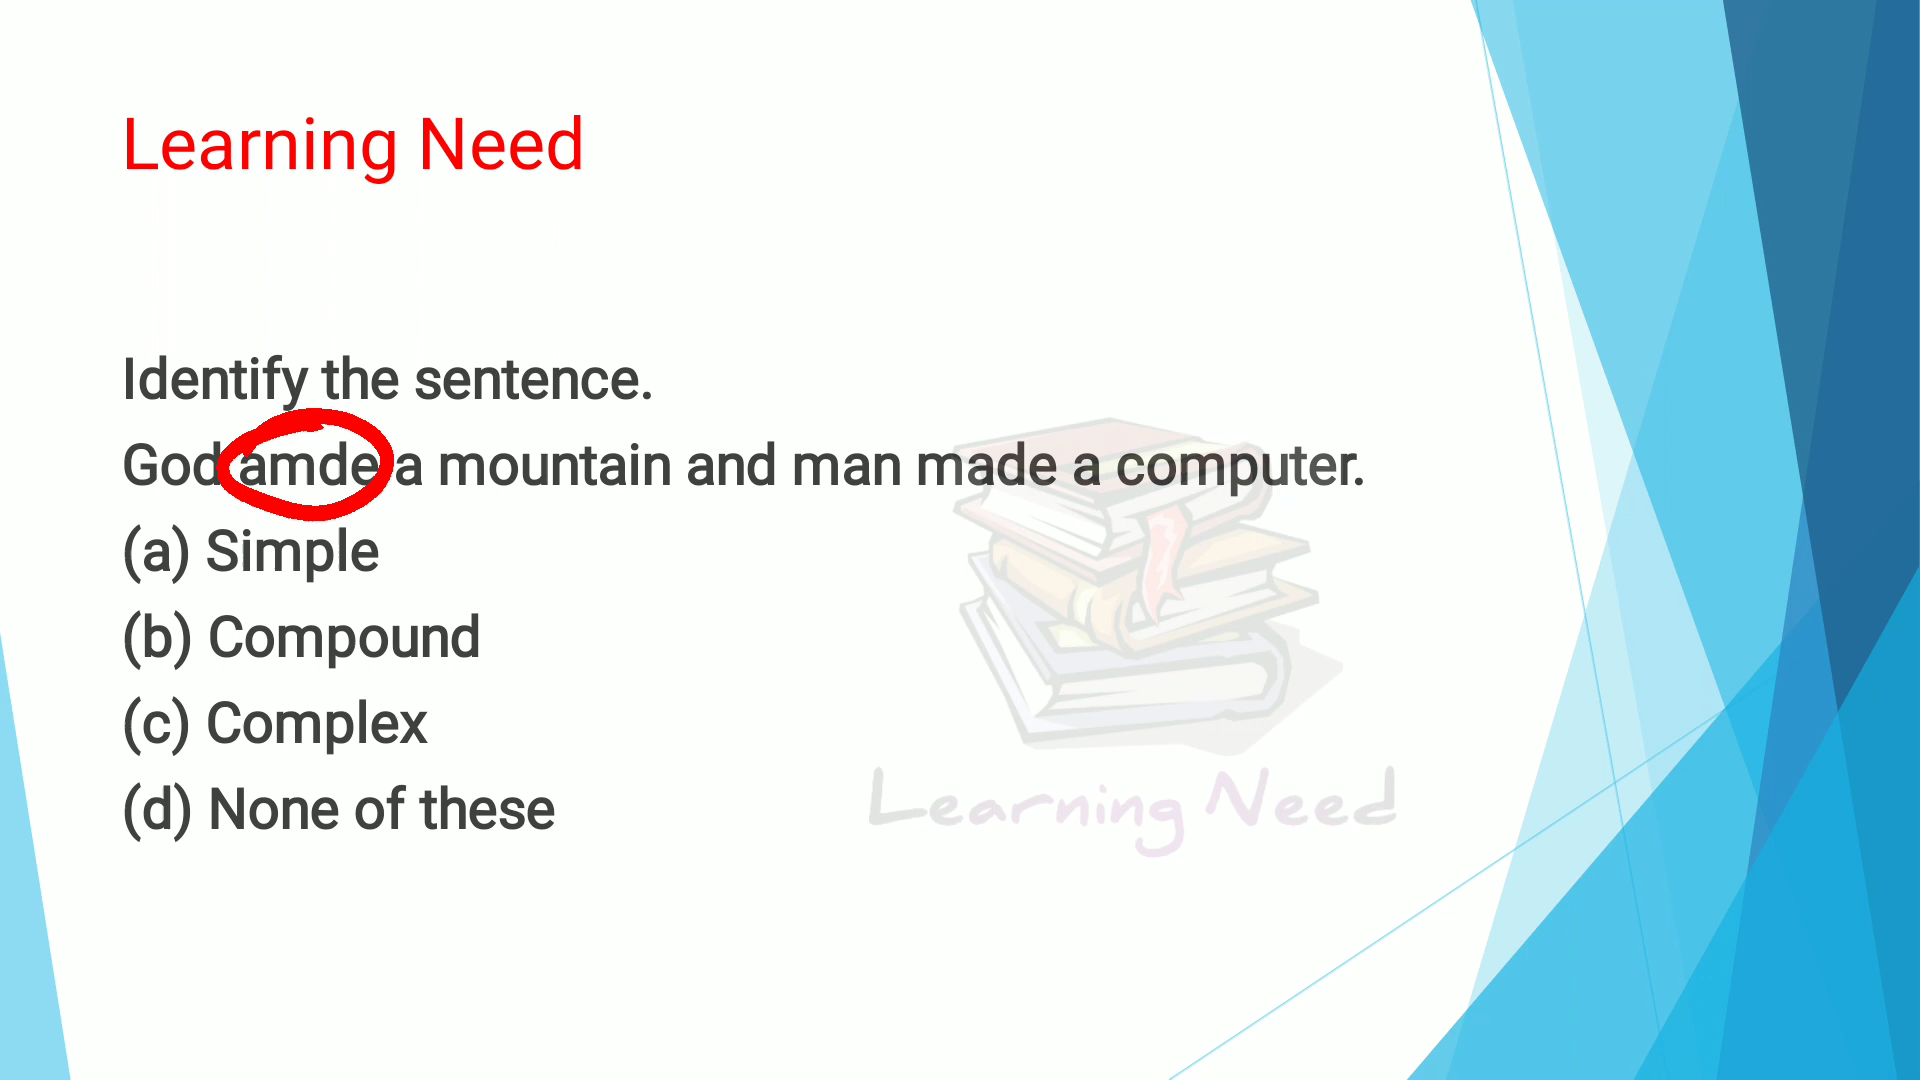 Learning Need
Identify the sentence.
God amde a mountain and man made a computer.
(a) Simple
(b) Compound
(c) Complex
(d) None of these
Learning Need